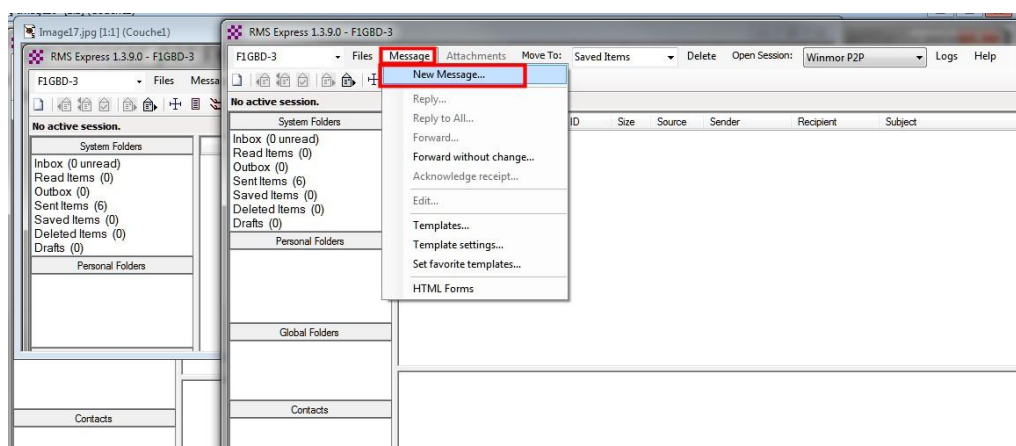 Image17.jpg [1:1] (Couche1)
RMS Express 1.3.9.0 - F1GBD-3
F1GBD-3 Files Messa
No active session.
System Folders
Inbox (0 unread)
Read Items (0)
Outbox (0)
Sent Items (6)
Saved Items (0)
Deleted Items (0)
Drafts (0)
Personal Folders
Contacts
RMS Express 1.3.9.0 - F1GBD-3
F1GBD-3 Files Message Attachments Move To: Saved Items Delete Open Session: Winmor P2P Logs Help
No active session.
System Folders
Inbox (0 unread)
Read Items (0)
Outbox (0)
Sent Items (6)
Saved Items (0)
Deleted Items (0)
Drafts (0)
Personal Folders
Global Folders
Contacts
New Message...
Reply...
Reply to All...
Forward...
Forward without change...
Acknowledge receipt...
Edit...
Templates...
Template settings...
Set favorite templates...
HTML Forms
ID Size Source Sender Recipient Subject